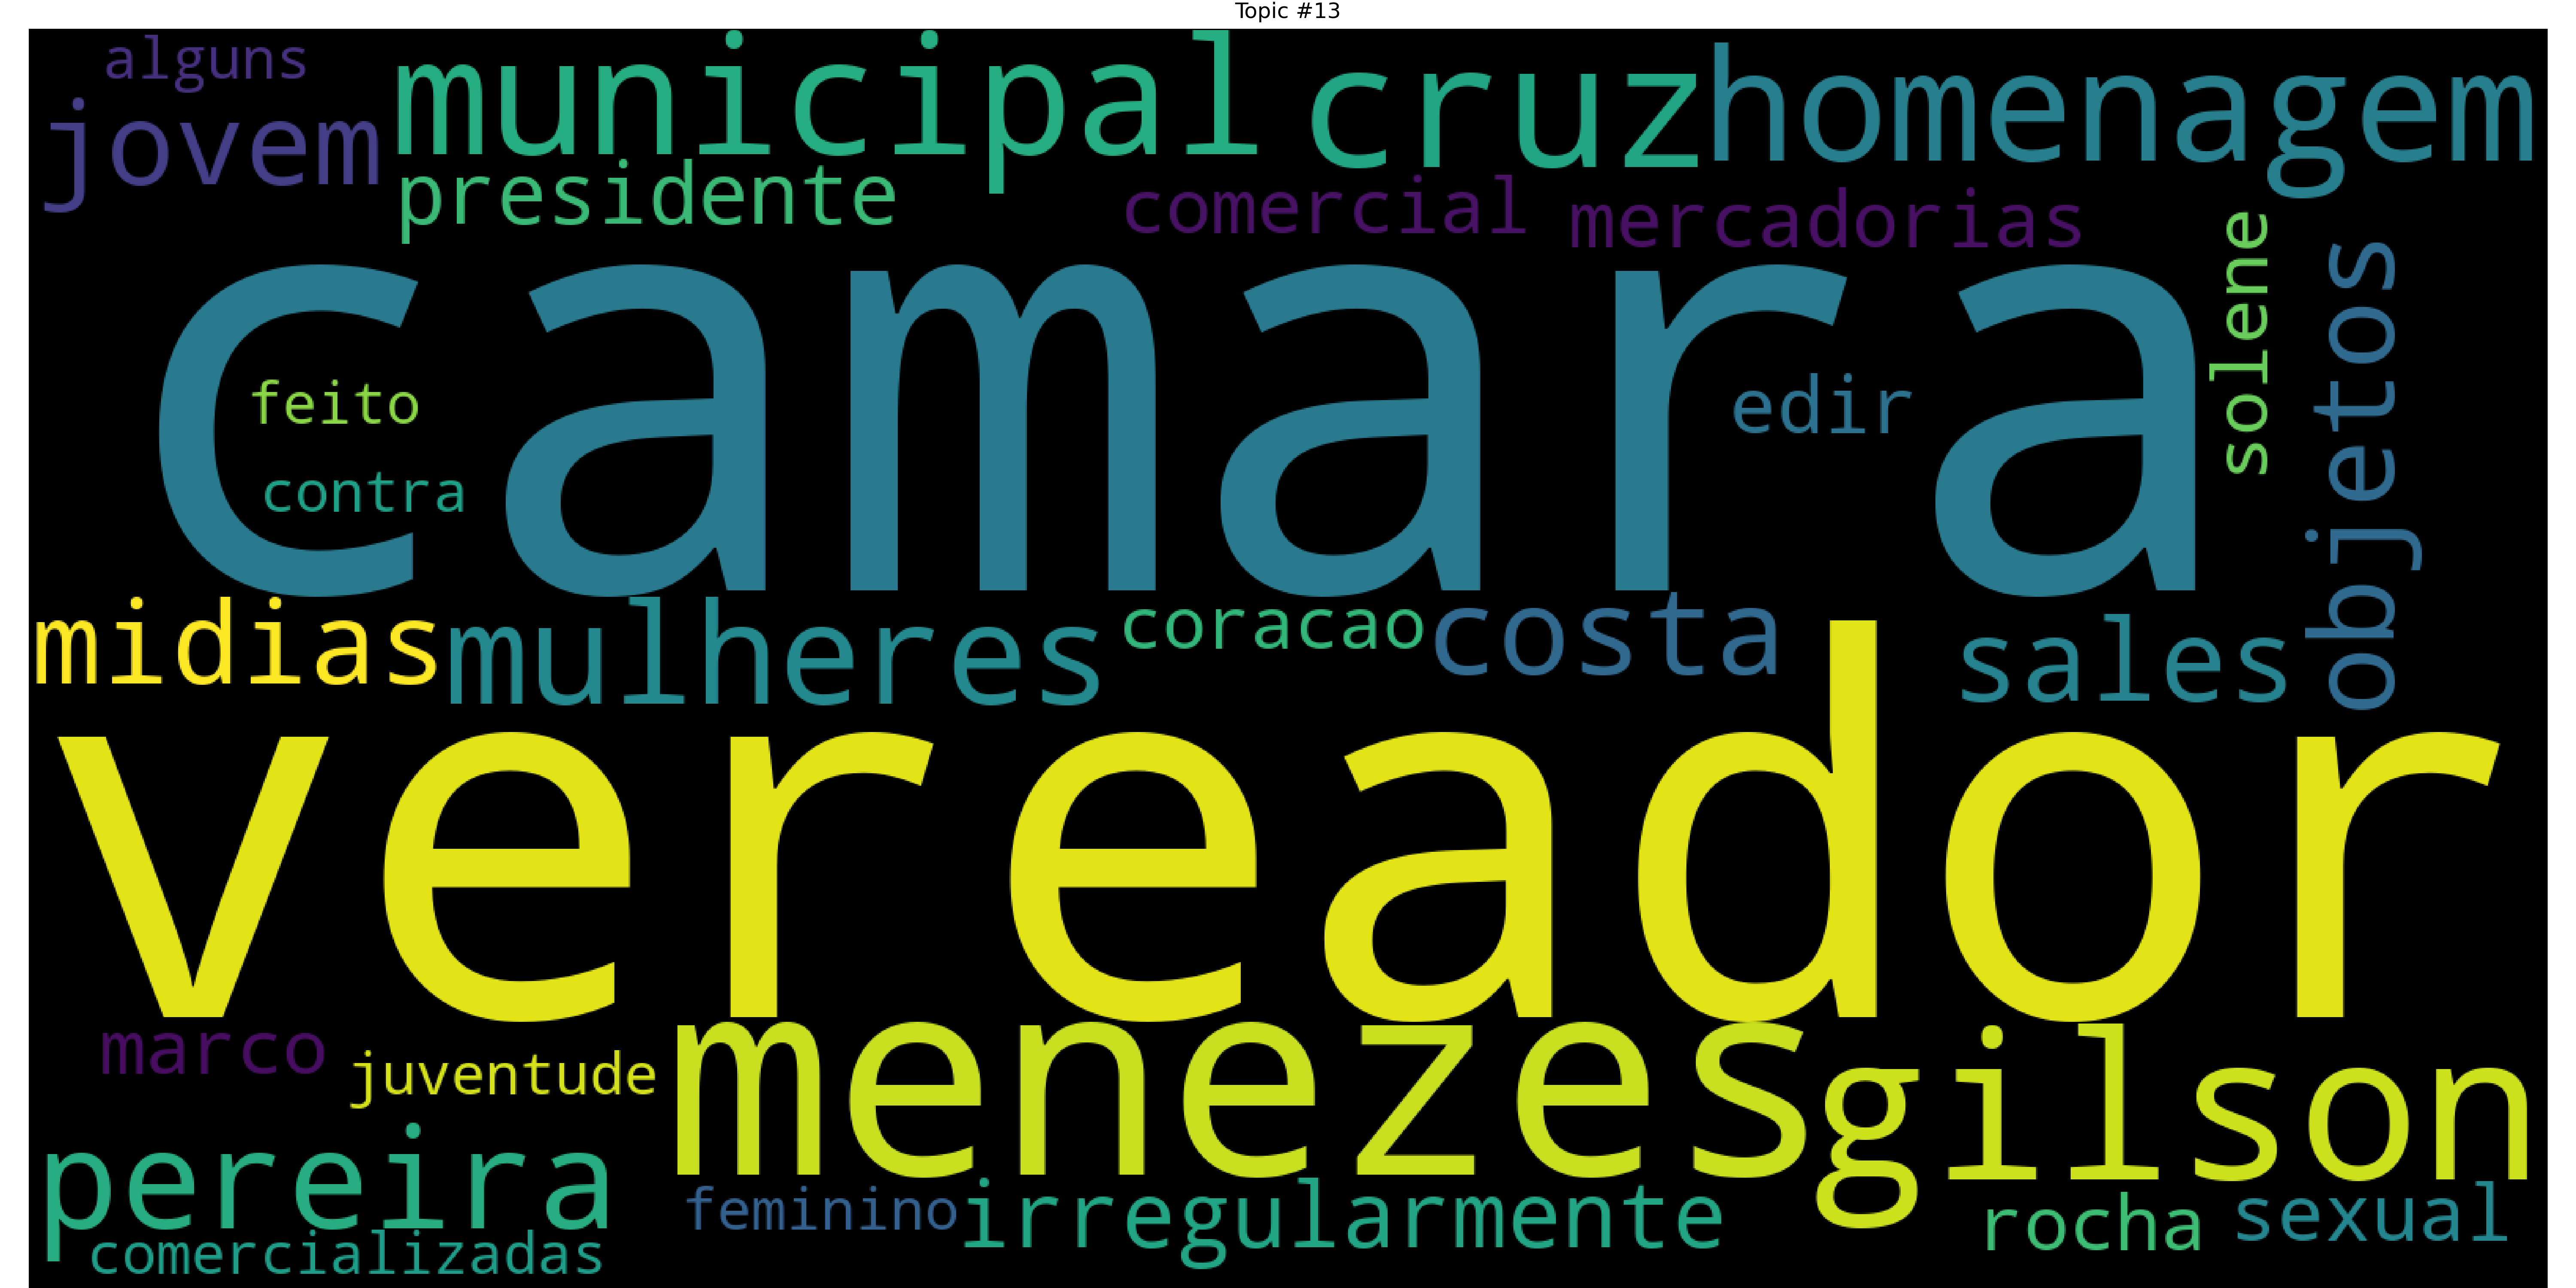 Topic #13
alguns
jovem
municipal
cruz
homenagem
presidente
comercial
mercadorias
camara
solene
objetos
feito
edir
contra
midias
mulheres
coracao
costa
sales
vereador
marco
juventude
menezes
gilson
pereira
feminino
irregularmente
rocha
sexual
comercializadas